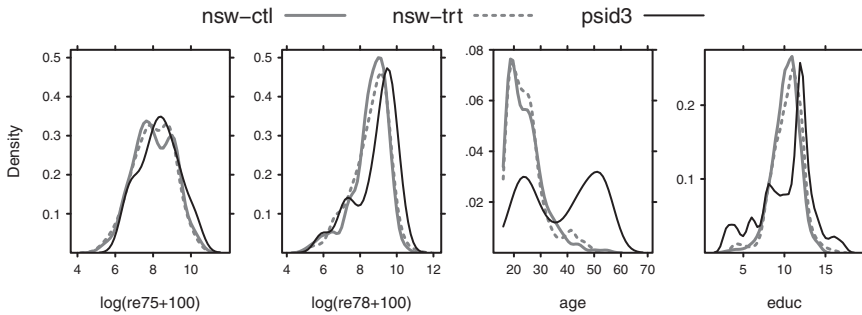 nsw−ctl nsw−trt psid3
Density
0.5
0.4
0.3
0.2
0.1
4 6 8 10
log(re75+100)
0.5
0.4
0.3
0.2
0.1
4 6 8 10 12
log(re78+100)
.08
.06
.04
.02
20 30 40 50 60 70
age
0.2
0.1
5 10 15
educ